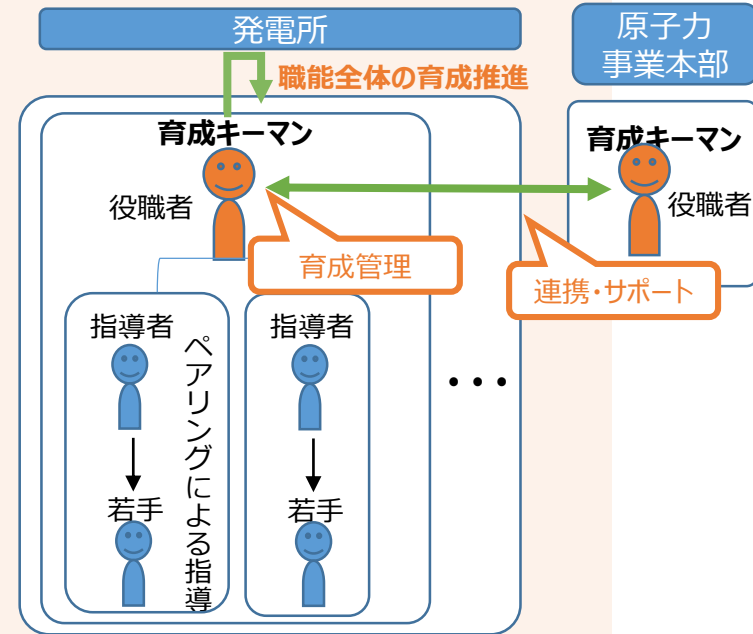 発電所
原子力
事業本部
職能全体の育成推進
育成キーマン
役職者
育成キーマン
役職者
育成管理
連携・サポート
指導者
ペアリングによる指導
若手
指導者
若手
・・・